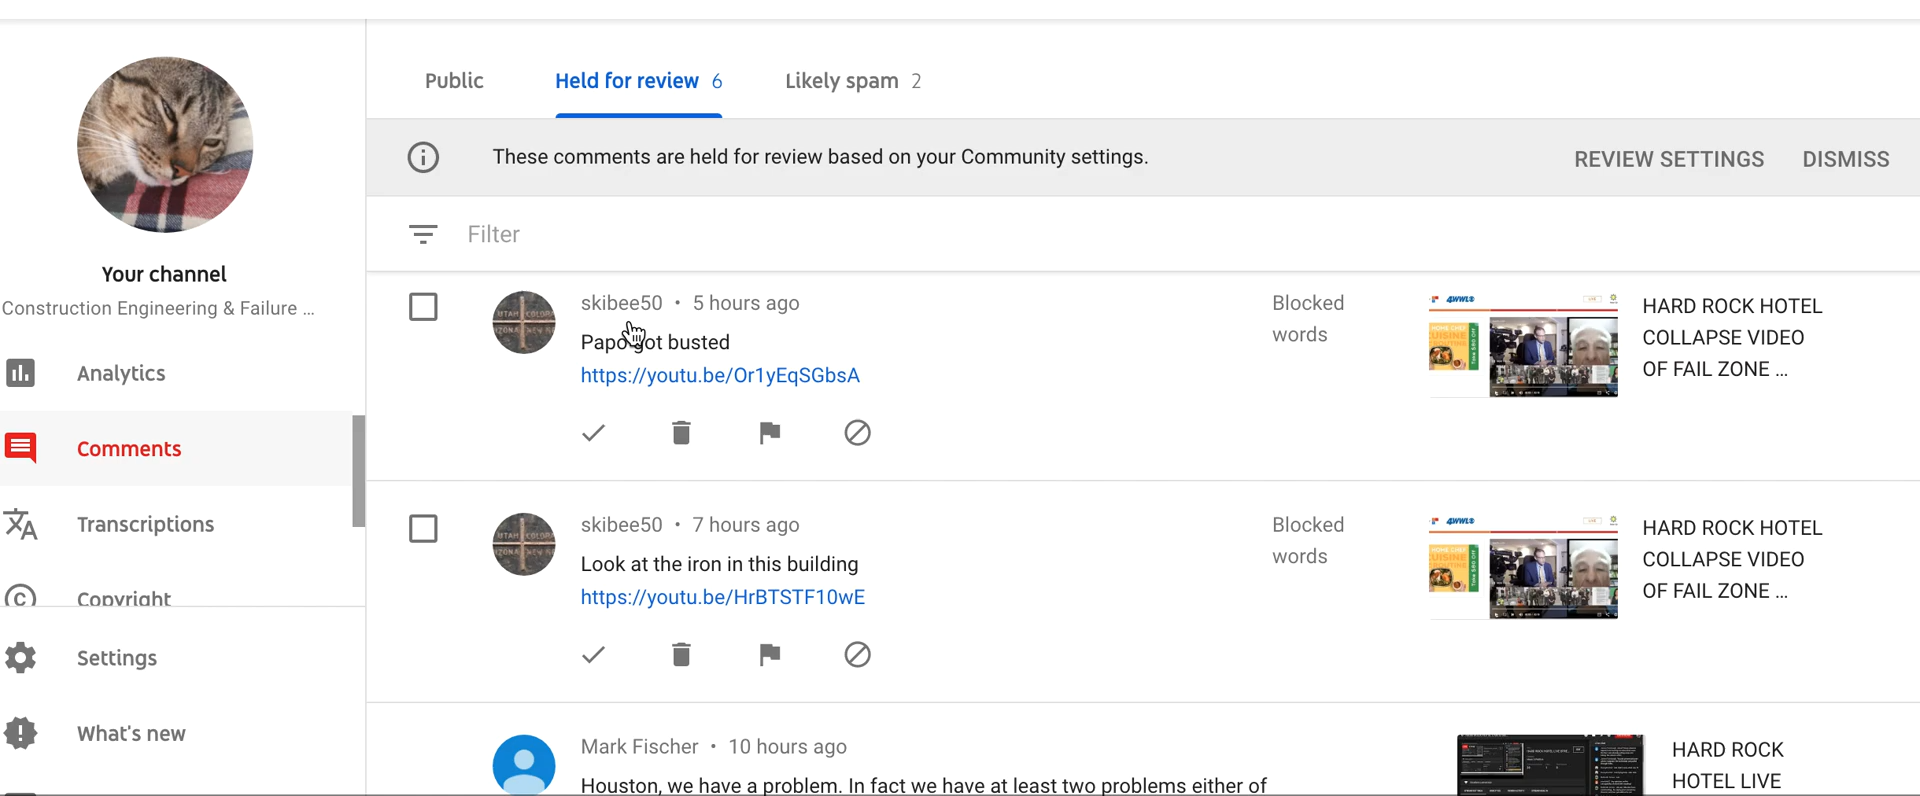 Public
Held for review 6
Likely spam 2
These comments are held for review based on your Community settings.
REVIEW SETTINGS
DISMISS
Filter
Your channel
Construction Engineering & Failure ...
Analytics
Comments
Transcriptions
Copyright
Settings
What's new
skibee50 • 5 hours ago
Papo got busted
https://youtu.be/Or1yEqSGbsA
Blocked
words
4WWL
HARD ROCK HOTEL
COLLAPSE VIDEO
OF FAIL ZONE ...
skibee50 • 7 hours ago
Look at the iron in this building
https://youtu.be/HrBTSTF10wE
Blocked
words
4WWL
HARD ROCK HOTEL
COLLAPSE VIDEO
OF FAIL ZONE ...
Mark Fischer • 10 hours ago
Houston, we have a problem. In fact we have at least two problems either of
HARD ROCK
HOTEL LIVE